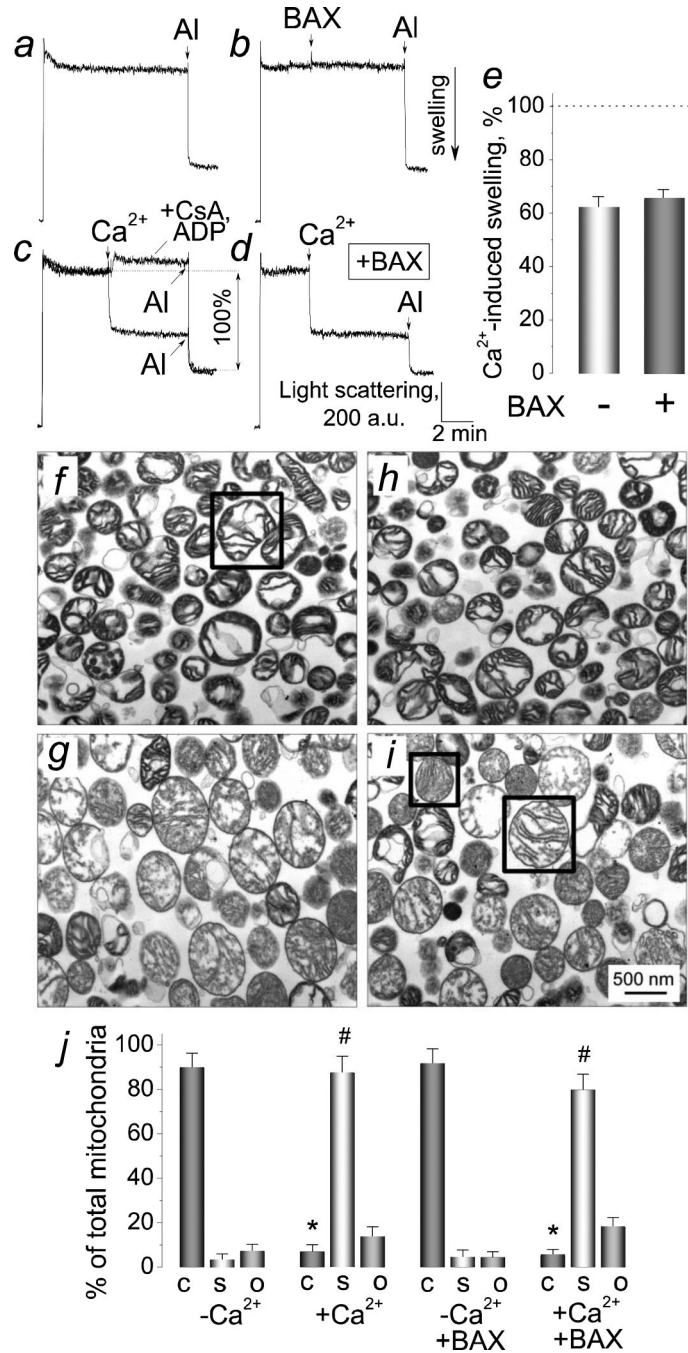 a
Al
b
BAX
Al
swelling
e
Ca²⁺-induced swelling, %
100
80
60
40
20
0
BAX - +
c
Ca²⁺
+CsA,
ADP
Al
Al
100%
d
Ca²⁺
+BAX
Al
Light scattering,
200 a.u.
2 min
f
h
g
i
500 nm
j
% of total mitochondria
100
80
60
40
20
0
* # * #
c s o c s o c s o c s o
-Ca²⁺ +Ca²⁺ -Ca²⁺ +Ca²⁺
+BAX +BAX